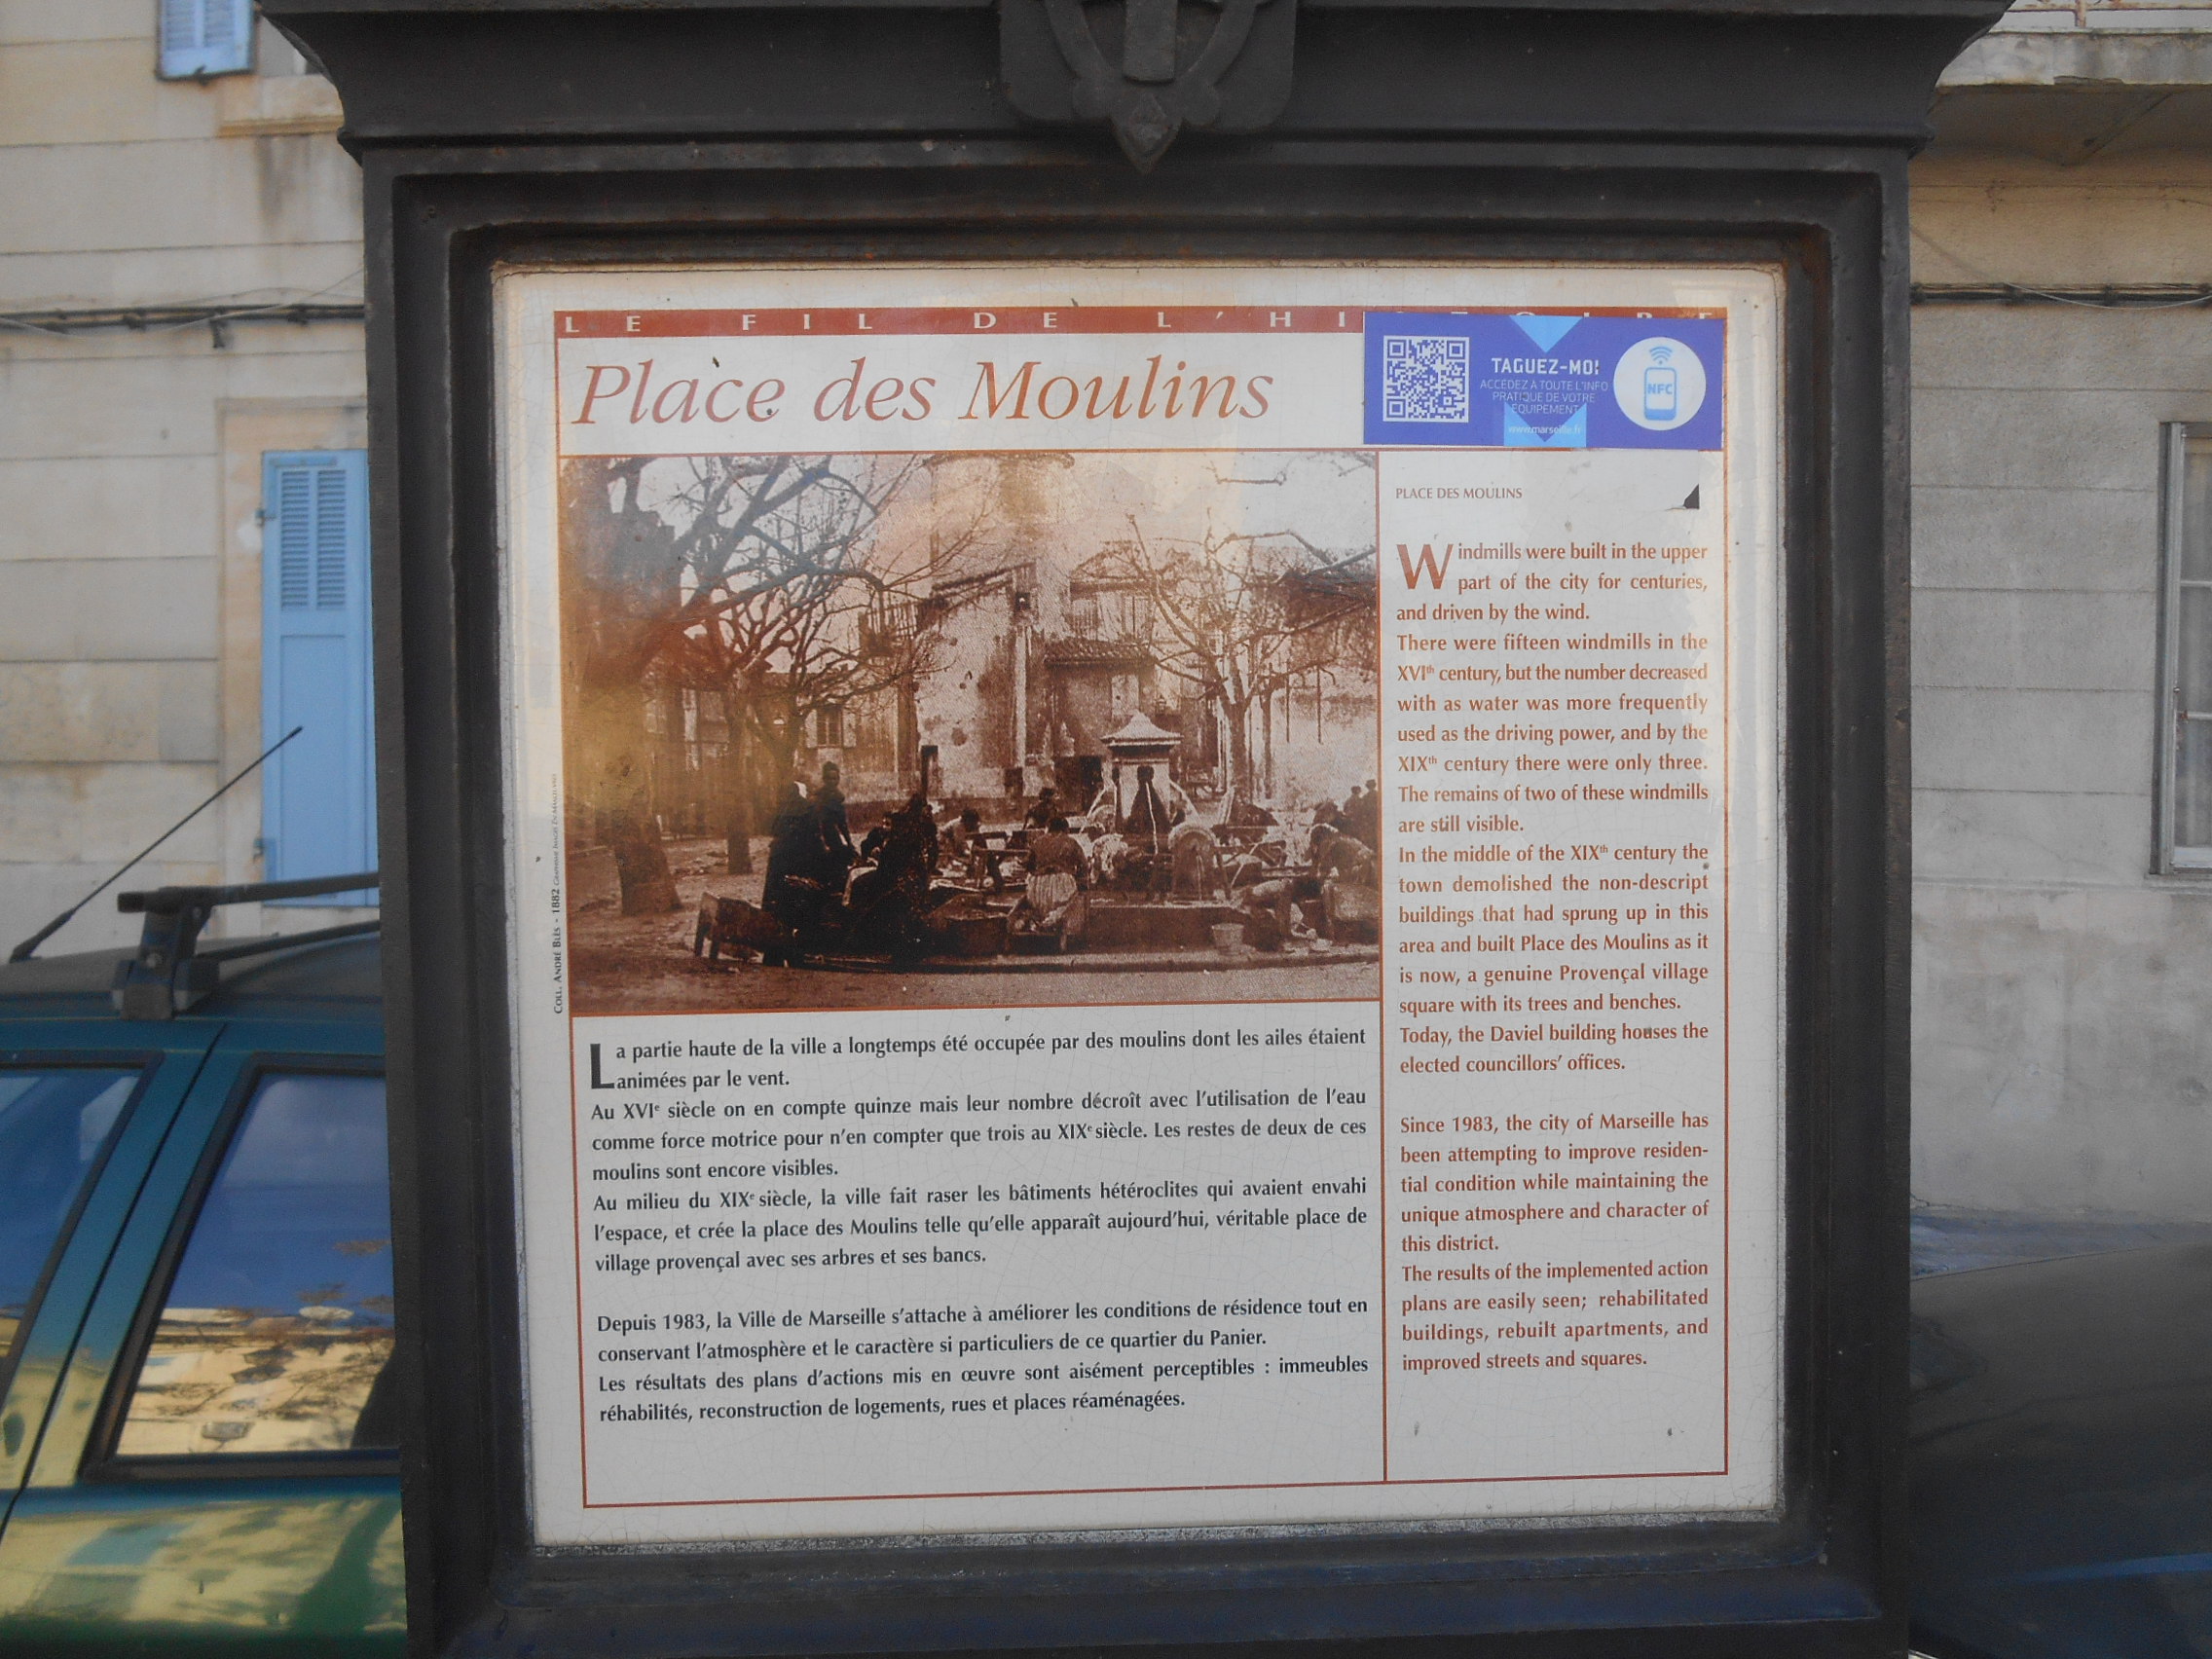 LE FIL DE L'HISTOIRE
Place des Moulins
TAGUEZ-MOI
ACCÉDEZ À TOUTE L'INFO
PRATIQUE DE VOTRE
ÉQUIPEMENT
www.marseille.fr
NFC
COLL. ANDRÉ BLÈS - 1882
La partie haute de la ville a longtemps été occupée par des moulins dont les ailes étaient
animées par le vent.
Au XVIe siècle on en compte quinze mais leur nombre décroît avec l'utilisation de l'eau
comme force motrice pour n'en compter que trois au XIXe siècle. Les restes de deux de ces
moulins sont encore visibles.
Au milieu du XIXe siècle, la ville fait raser les bâtiments hétéroclites qui avaient envahi
l'espace, et crée la place des Moulins telle qu'elle apparaît aujourd'hui, véritable place de
village provençal avec ses arbres et ses bancs.
Depuis 1983, la Ville de Marseille s'attache à améliorer les conditions de résidence tout en
conservant l'atmosphère et le caractère si particuliers de ce quartier du Panier.
Les résultats des plans d'actions mis en œuvre sont aisément perceptibles : immeubles
réhabilités, reconstruction de logements, rues et places réaménagées.
PLACE DES MOULINS
Windmills were built in the upper
part of the city for centuries,
and driven by the wind.
There were fifteen windmills in the
XVIth century, but the number decreased
with as water was more frequently
used as the driving power, and by the
XIXth century there were only three.
The remains of two of these windmills
are still visible.
In the middle of the XIXth century the
town demolished the non-descript
buildings that had sprung up in this
area and built Place des Moulins as it
is now, a genuine Provençal village
square with its trees and benches.
Today, the Daviel building houses the
elected councillors' offices.
Since 1983, the city of Marseille has
been attempting to improve residen-
tial condition while maintaining the
unique atmosphere and character of
this district.
The results of the implemented action
plans are easily seen; rehabilitated
buildings, rebuilt apartments, and
improved streets and squares.